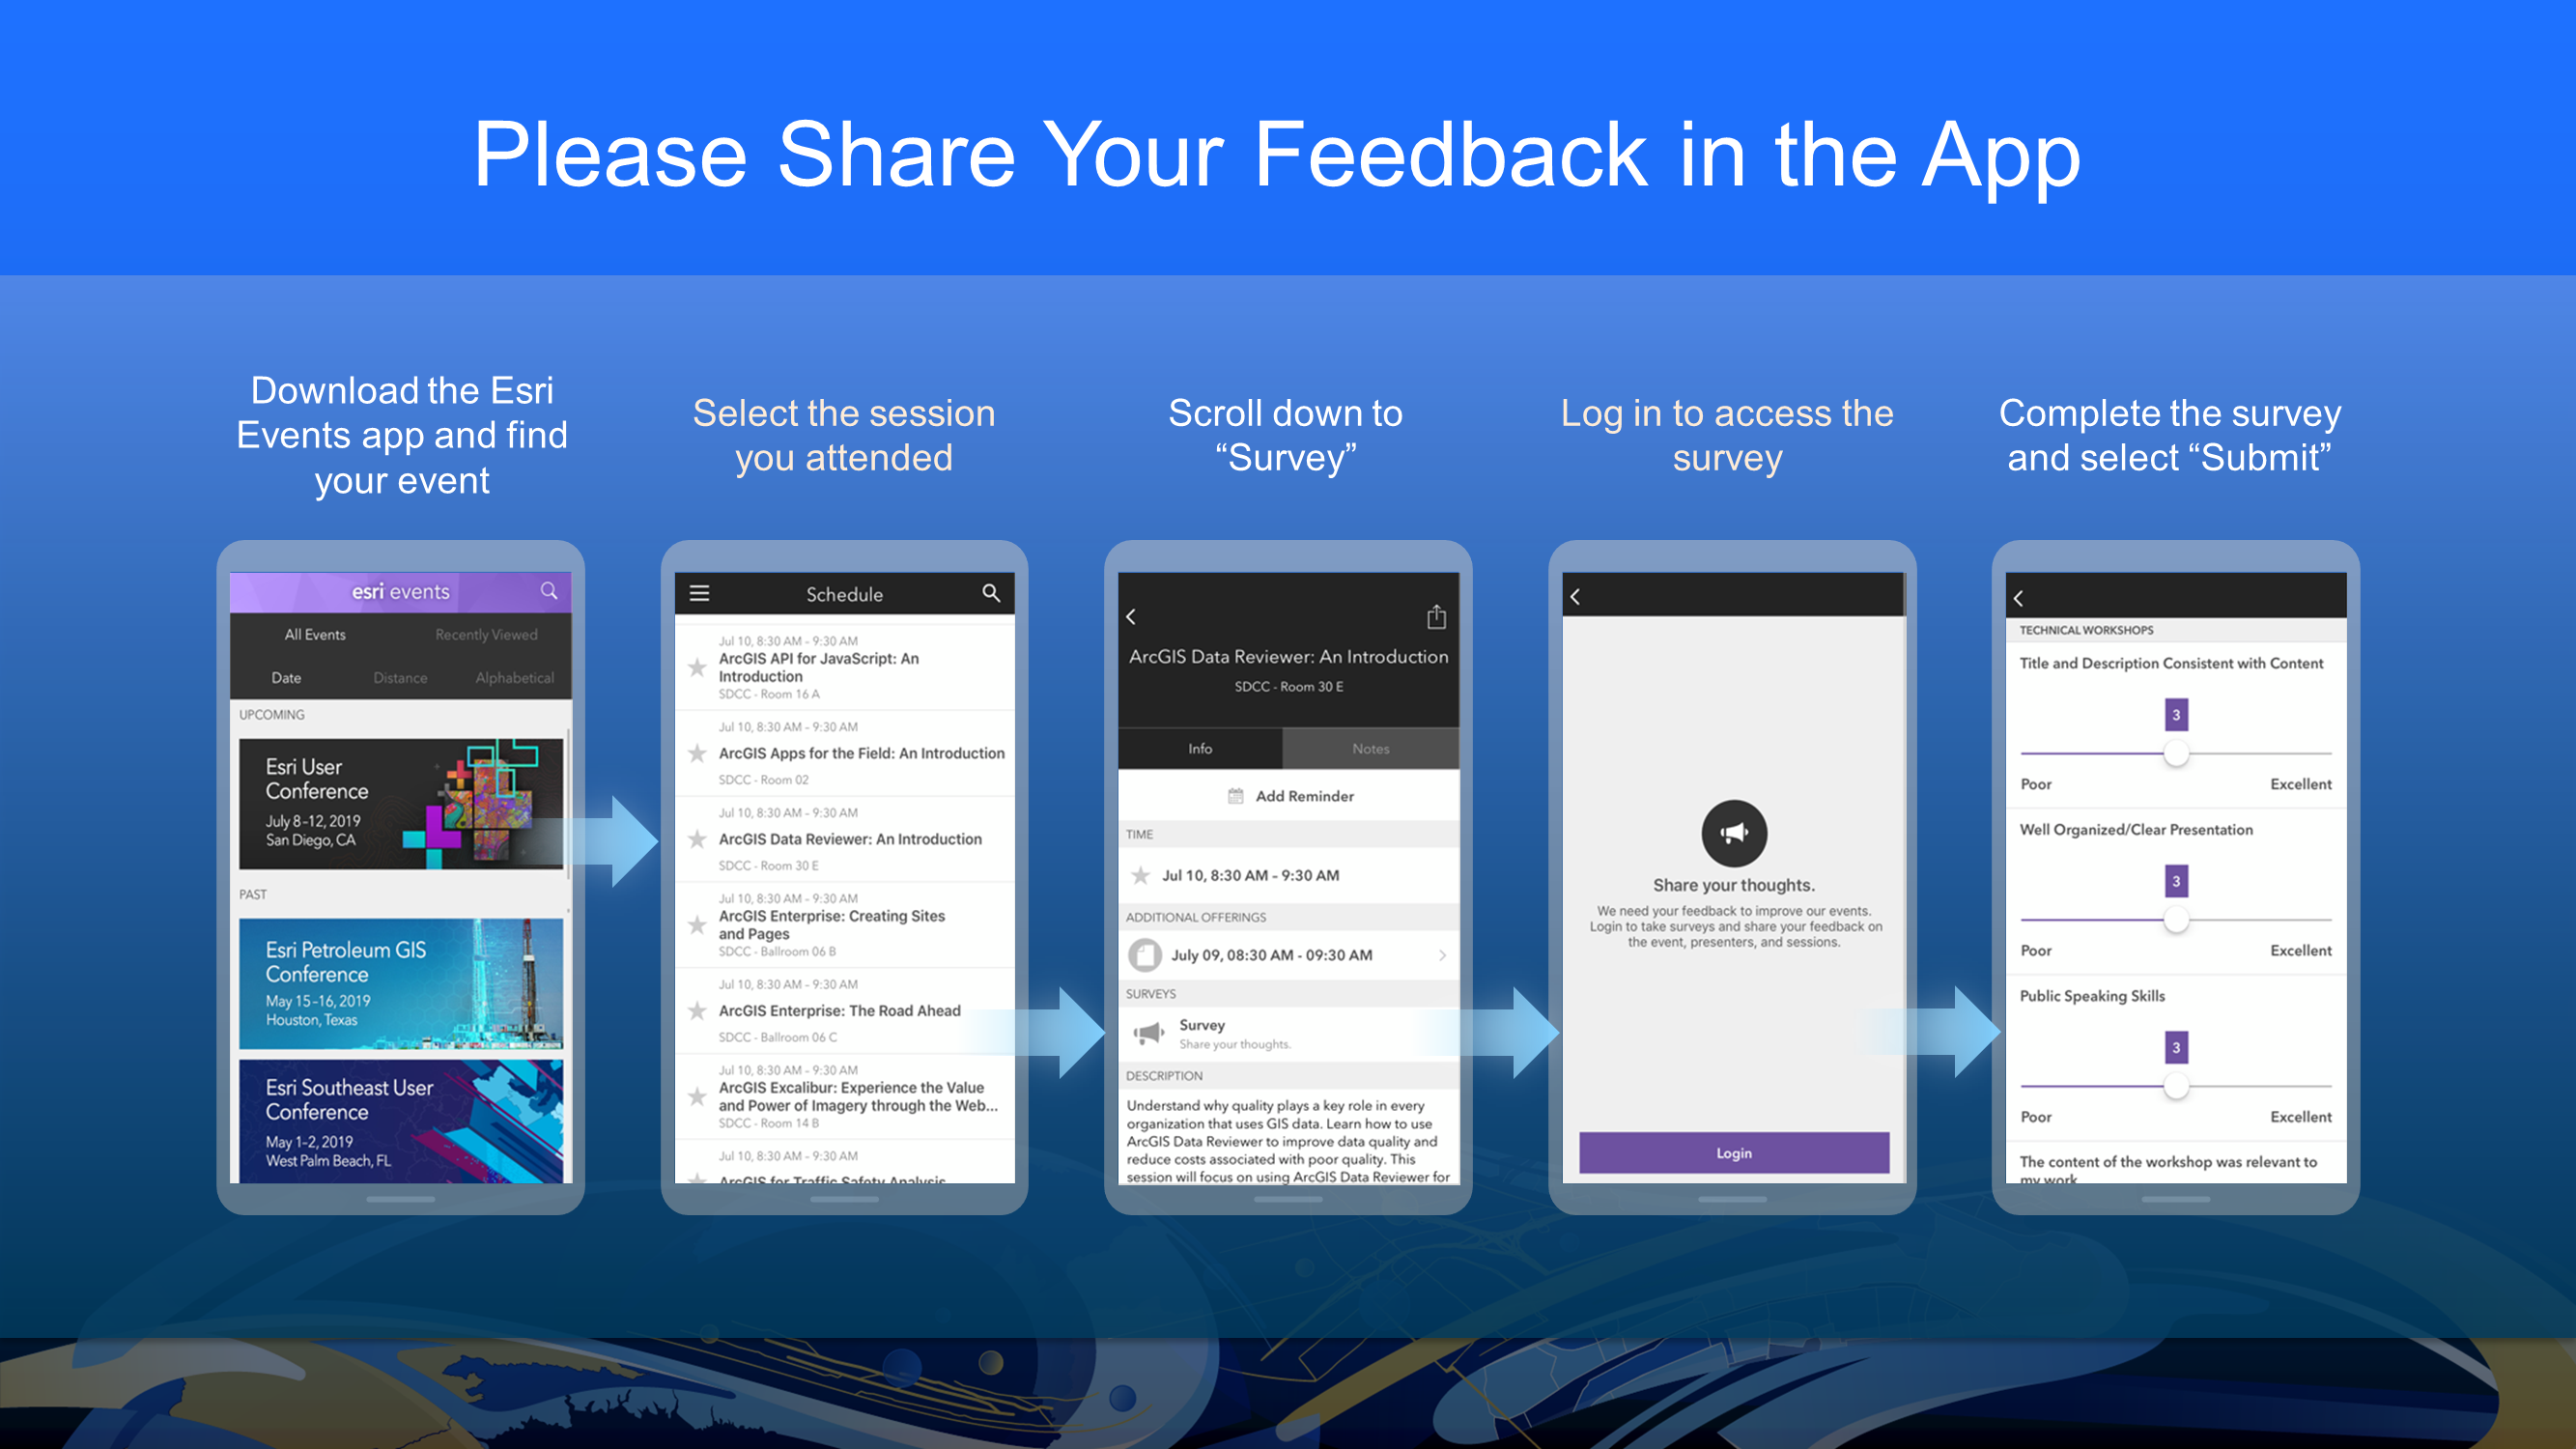 Please Share Your Feedback in the App
Download the Esri
Events app and find
your event
Select the session
you attended
Scroll down to
“Survey”
Log in to access the
survey
Complete the survey
and select “Submit”
esri events
All Events
Recently Viewed
Date
Distance
Alphabetical
UPCOMING
Esri User
Conference
July 8-12, 2019
San Diego, CA
PAST
Esri Petroleum GIS
Conference
May 15-16, 2019
Houston, Texas
Esri Southeast User
Conference
May 1-2, 2019
West Palm Beach, FL
Schedule
Jul 10, 8:30 AM - 9:30 AM
ArcGIS API for JavaScript: An
Introduction
SDCC - Room 16 A
Jul 10, 8:30 AM - 9:30 AM
ArcGIS Apps for the Field: An Introduction
SDCC - Room 02
Jul 10, 8:30 AM - 9:30 AM
ArcGIS Data Reviewer: An Introduction
SDCC - Room 30 E
Jul 10, 8:30 AM - 9:30 AM
ArcGIS Enterprise: Creating Sites
and Pages
SDCC - Ballroom 06 B
Jul 10, 8:30 AM - 9:30 AM
ArcGIS Enterprise: The Road Ahead
SDCC - Ballroom 06 C
Jul 10, 8:30 AM - 9:30 AM
ArcGIS Excalibur: Experience the Value
and Power of Imagery through the Web...
SDCC - Room 14 B
Jul 10, 8:30 AM - 9:30 AM
ArcGIS for Traffic Safety Analysis
ArcGIS Data Reviewer: An Introduction
SDCC - Room 30 E
Info
Notes
Add Reminder
TIME
Jul 10, 8:30 AM - 9:30 AM
ADDITIONAL OFFERINGS
July 09, 08:30 AM - 09:30 AM
SURVEYS
Survey
Share your thoughts.
DESCRIPTION
Understand why quality plays a key role in every
organization that uses GIS data. Learn how to use
ArcGIS Data Reviewer to improve data quality and
reduce costs associated with poor quality. This
session will focus on using ArcGIS Data Reviewer for
Share your thoughts.
We need your feedback to improve our events.
Login to take surveys and share your feedback on
the event, presenters, and sessions.
Login
TECHNICAL WORKSHOPS
Title and Description Consistent with Content
3
Poor
Excellent
Well Organized/Clear Presentation
3
Poor
Excellent
Public Speaking Skills
3
Poor
Excellent
The content of the workshop was relevant to
my work